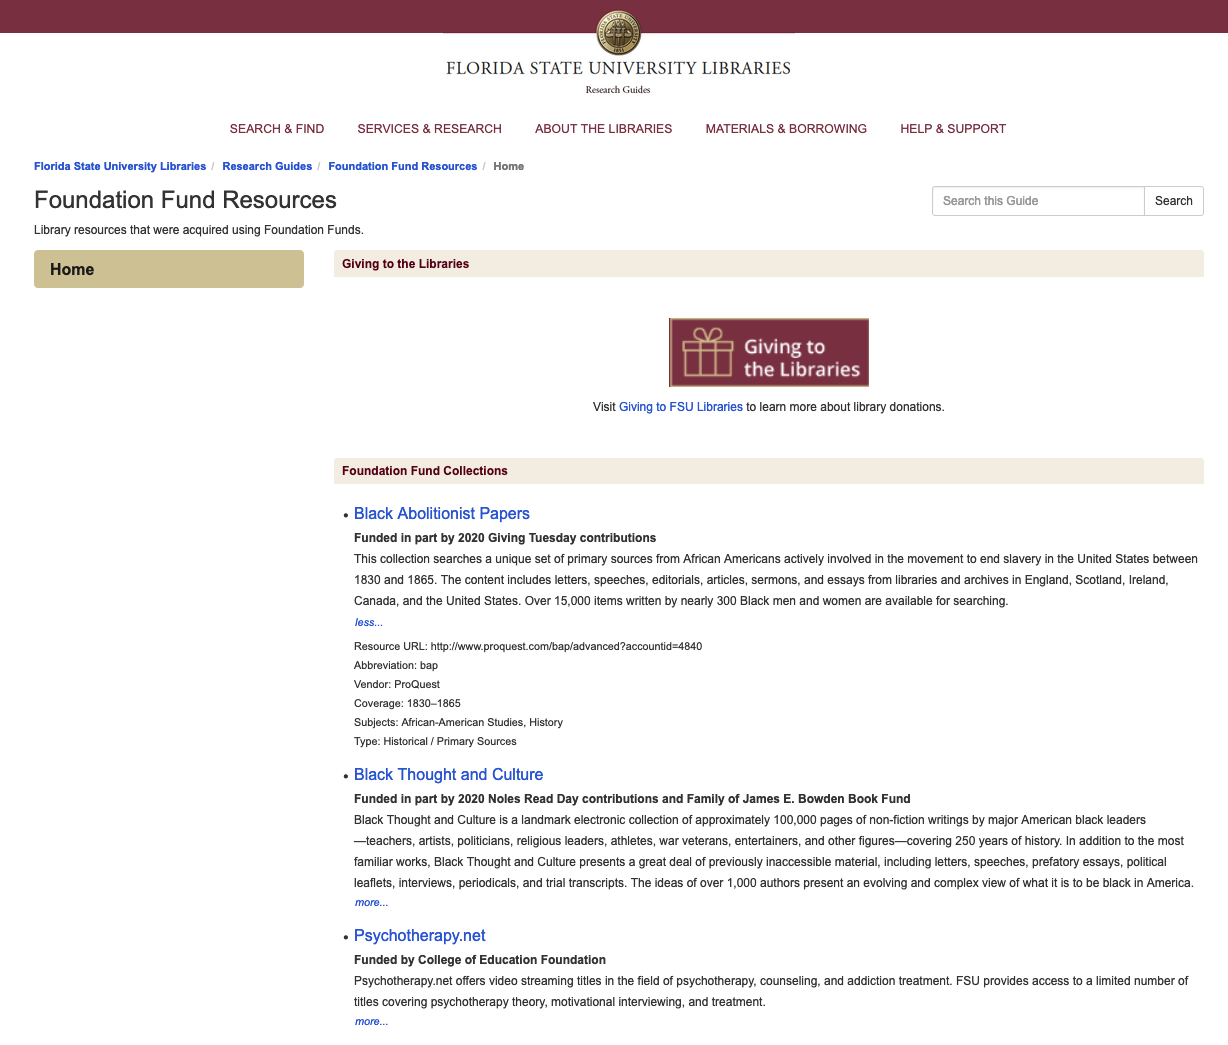 FLORIDA STATE UNIVERSITY LIBRARIES
Research Guides
SEARCH & FIND SERVICES & RESEARCH ABOUT THE LIBRARIES MATERIALS & BORROWING HELP & SUPPORT
Florida State University Libraries / Research Guides / Foundation Fund Resources / Home
Foundation Fund Resources
Search this Guide Search
Library resources that were acquired using Foundation Funds.
Home
Giving to the Libraries
Giving to
the Libraries
Visit Giving to FSU Libraries to learn more about library donations.
Foundation Fund Collections
• Black Abolitionist Papers
Funded in part by 2020 Giving Tuesday contributions
This collection searches a unique set of primary sources from African Americans actively involved in the movement to end slavery in the United States between
1830 and 1865. The content includes letters, speeches, editorials, articles, sermons, and essays from libraries and archives in England, Scotland, Ireland,
Canada, and the United States. Over 15,000 items written by nearly 300 Black men and women are available for searching.
less...
Resource URL: http://www.proquest.com/bap/advanced?accountid=4840
Abbreviation: bap
Vendor: ProQuest
Coverage: 1830–1865
Subjects: African-American Studies, History
Type: Historical / Primary Sources
• Black Thought and Culture
Funded in part by 2020 Noles Read Day contributions and Family of James E. Bowden Book Fund
Black Thought and Culture is a landmark electronic collection of approximately 100,000 pages of non-fiction writings by major American black leaders
—teachers, artists, politicians, religious leaders, athletes, war veterans, entertainers, and other figures—covering 250 years of history. In addition to the most
familiar works, Black Thought and Culture presents a great deal of previously inaccessible material, including letters, speeches, prefatory essays, political
leaflets, interviews, periodicals, and trial transcripts. The ideas of over 1,000 authors present an evolving and complex view of what it is to be black in America.
more...
• Psychotherapy.net
Funded by College of Education Foundation
Psychotherapy.net offers video streaming titles in the field of psychotherapy, counseling, and addiction treatment. FSU provides access to a limited number of
titles covering psychotherapy theory, motivational interviewing, and treatment.
more...